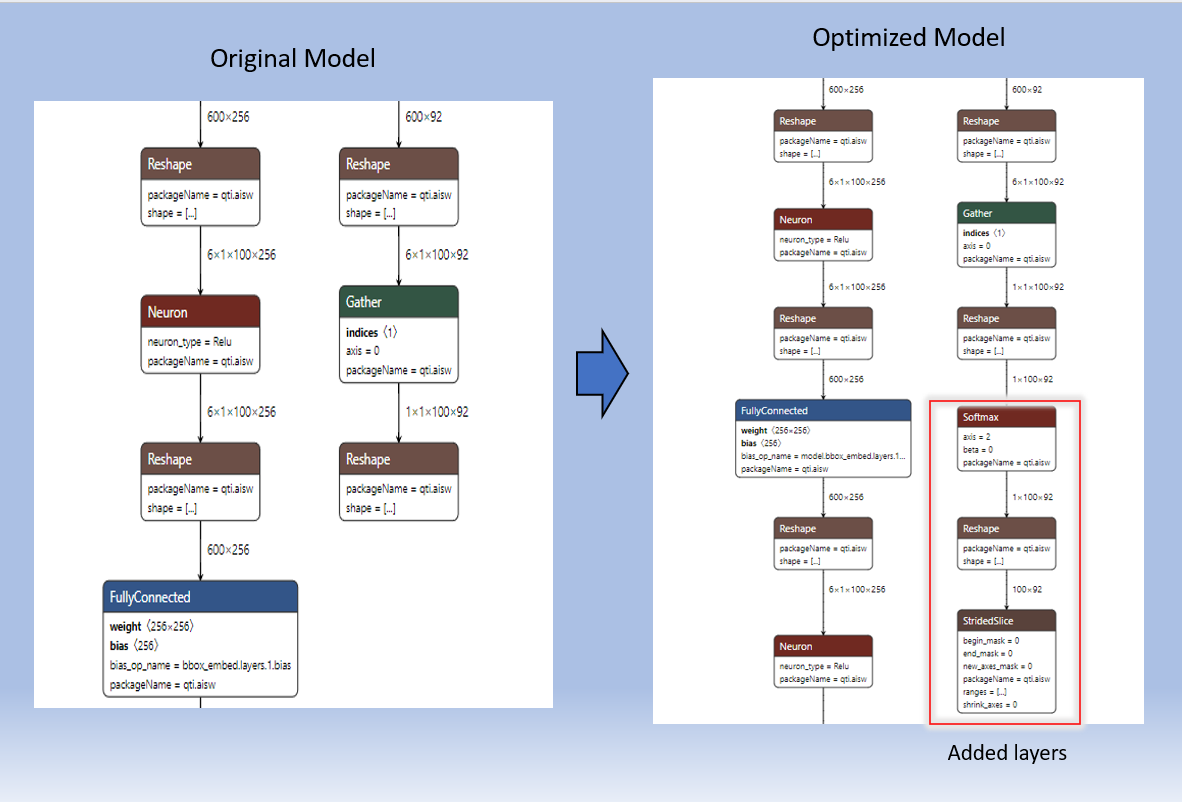 Original Model
600×256
Reshape
packageName = qti.aisw
shape = [...]
6×1×100×256
Neuron
neuron_type = Relu
packageName = qti.aisw
6×1×100×256
Reshape
packageName = qti.aisw
shape = [...]
600×256
FullyConnected
weight 〈256×256〉
bias 〈256〉
bias_op_name = bbox_embed.layers.1.bias
packageName = qti.aisw
600×92
Reshape
packageName = qti.aisw
shape = [...]
6×1×100×92
Gather
indices 〈1〉
axis = 0
packageName = qti.aisw
1×1×100×92
Reshape
packageName = qti.aisw
shape = [...]
Optimized Model
600×256
Reshape
packageName = qti.aisw
shape = [...]
6×1×100×256
Neuron
neuron_type = Relu
packageName = qti.aisw
6×1×100×256
Reshape
packageName = qti.aisw
shape = [...]
600×256
FullyConnected
weight 〈256×256〉
bias 〈256〉
bias_op_name = model.bbox_embed.layers.1...
packageName = qti.aisw
600×256
Reshape
packageName = qti.aisw
shape = [...]
6×1×100×256
Neuron
neuron_type = Relu
packageName = qti.aisw
600×92
Reshape
packageName = qti.aisw
shape = [...]
6×1×100×92
Gather
indices 〈1〉
axis = 0
packageName = qti.aisw
1×1×100×92
Reshape
packageName = qti.aisw
shape = [...]
1×100×92
Softmax
axis = 2
beta = 0
packageName = qti.aisw
1×100×92
Reshape
packageName = qti.aisw
shape = [...]
100×92
StridedSlice
begin_mask = 0
end_mask = 0
new_axes_mask = 0
packageName = qti.aisw
ranges = [...]
shrink_axes = 0
Added layers